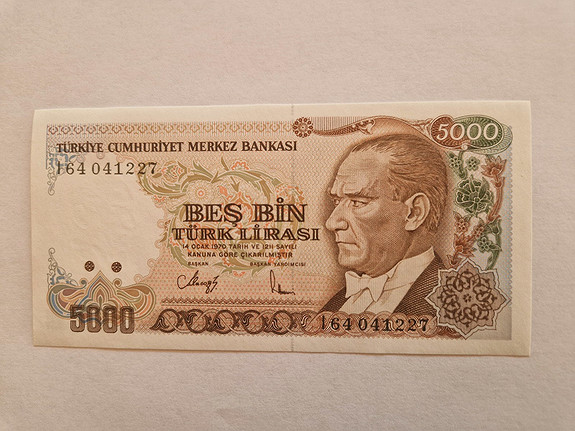 5000
TÜRKİYE CUMHURİYET MERKEZ BANKASI
I64 041227
BEŞ BİN
TÜRK LİRASI
14 OCAK 1970 TARİH VE 1211 SAYILI
KANUNA GÖRE ÇIKARILMIŞTIR
BAŞKAN BAŞKAN YARDIMCISI
5000
I64 041227